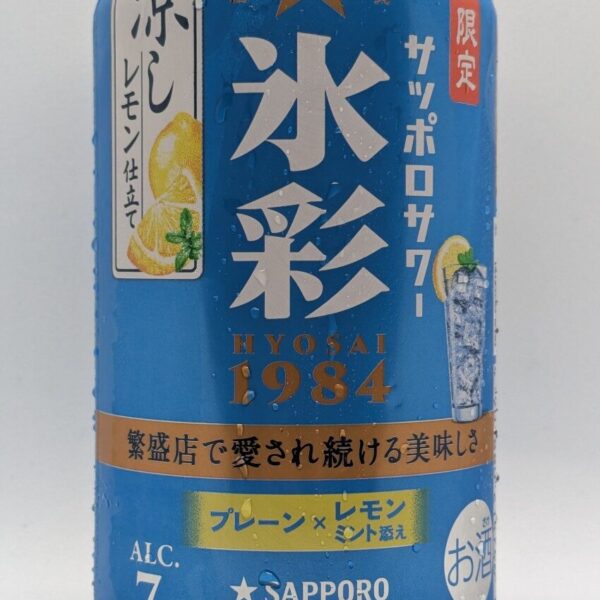 限定
サッポロサワー
氷彩
HYOSAI
1984
涼し
レモン仕立て
繁盛店で愛され続ける美味しさ
プレーン×レモン
ミント添え
お酒
ALC.
7
★SAPPORO